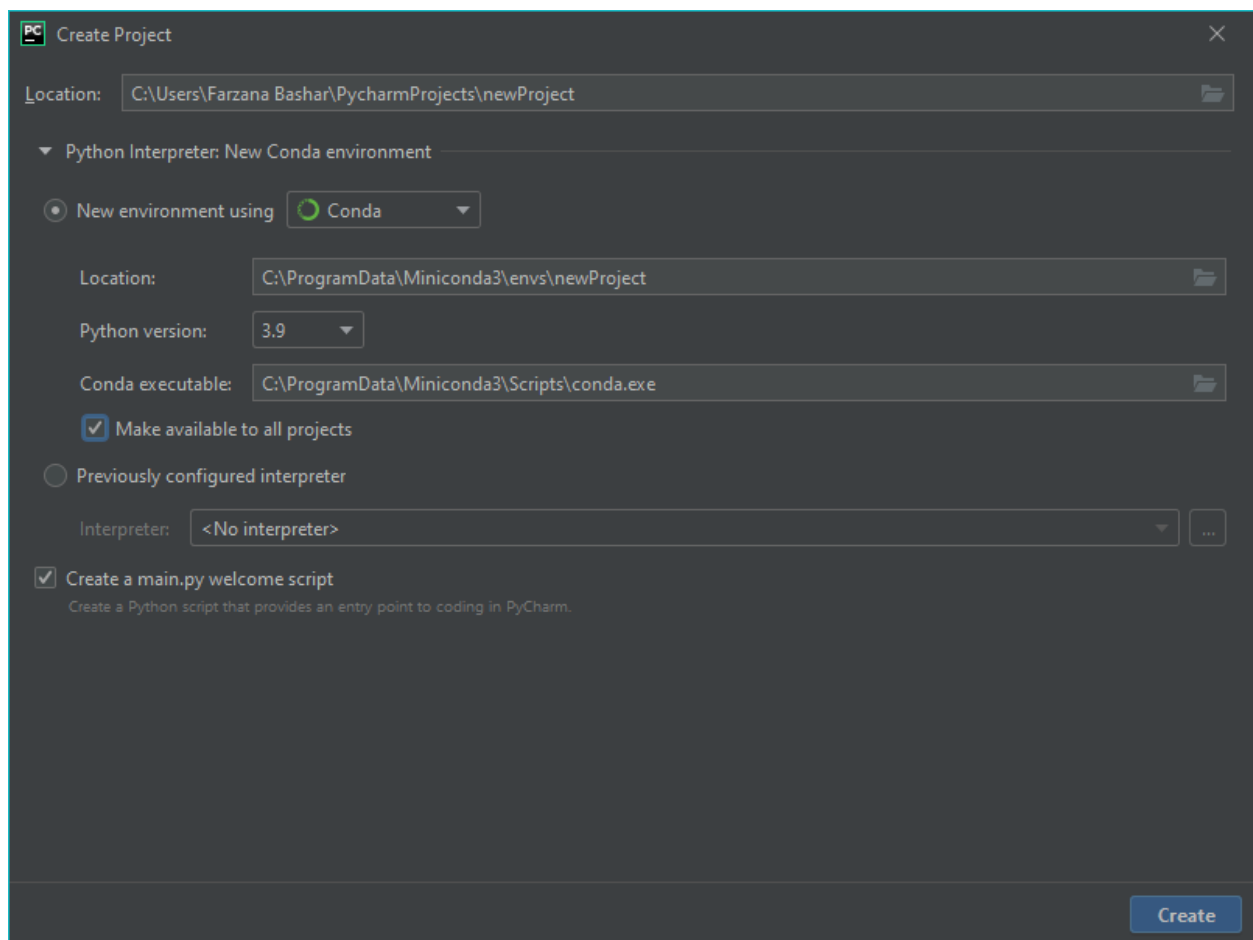 PC Create Project
Location: C:\Users\Farzana Bashar\PycharmProjects\newProject
Python Interpreter: New Conda environment
New environment using Conda
Location: C:\ProgramData\Miniconda3\envs\newProject
Python version: 3.9
Conda executable: C:\ProgramData\Miniconda3\Scripts\conda.exe
Make available to all projects
Previously configured interpreter
Interpreter: <No interpreter> ...
Create a main.py welcome script
Create a Python script that provides an entry point to coding in PyCharm.
Create